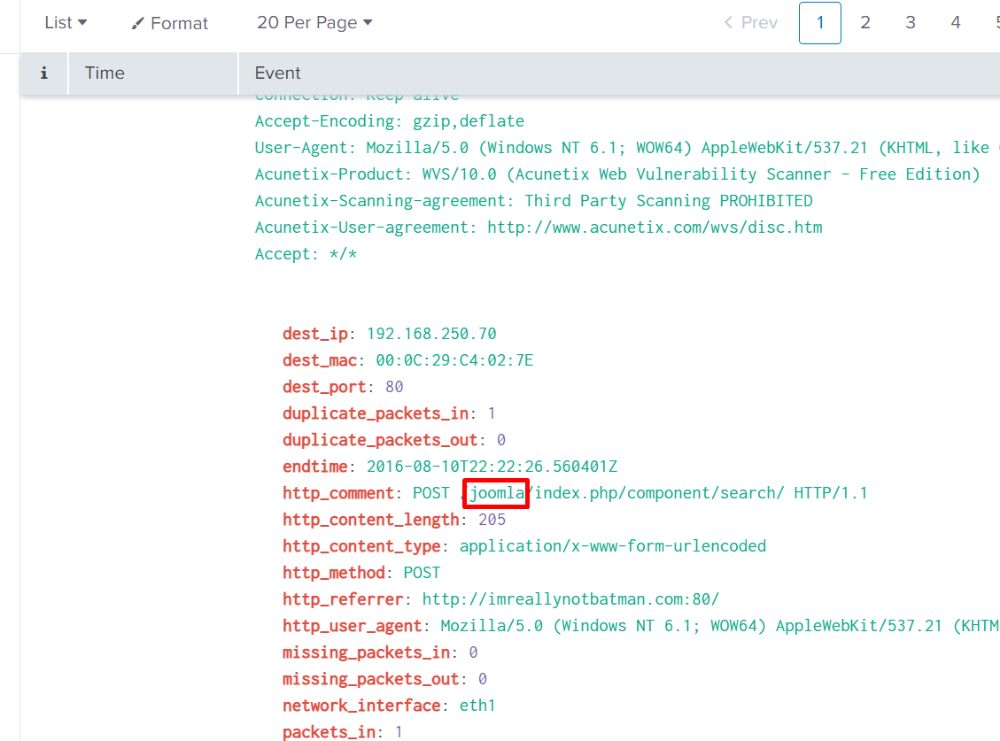 List Format 20 Per Page Prev 1 2 3 4
i Time Event
Connection: Keep-alive
Accept-Encoding: gzip,deflate
User-Agent: Mozilla/5.0 (Windows NT 6.1; WOW64) AppleWebKit/537.21 (KHTML, like
Acunetix-Product: WVS/10.0 (Acunetix Web Vulnerability Scanner - Free Edition)
Acunetix-Scanning-agreement: Third Party Scanning PROHIBITED
Acunetix-User-agreement: http://www.acunetix.com/wvs/disc.htm
Accept: */*
dest_ip: 192.168.250.70
dest_mac: 00:0C:29:C4:02:7E
dest_port: 80
duplicate_packets_in: 1
duplicate_packets_out: 0
endtime: 2016-08-10T22:22:26.560401Z
http_comment: POST /joomla/index.php/component/search/ HTTP/1.1
http_content_length: 205
http_content_type: application/x-www-form-urlencoded
http_method: POST
http_referrer: http://imreallynotbatman.com:80/
http_user_agent: Mozilla/5.0 (Windows NT 6.1; WOW64) AppleWebKit/537.21 (KHTM
missing_packets_in: 0
missing_packets_out: 0
network_interface: eth1
packets_in: 1